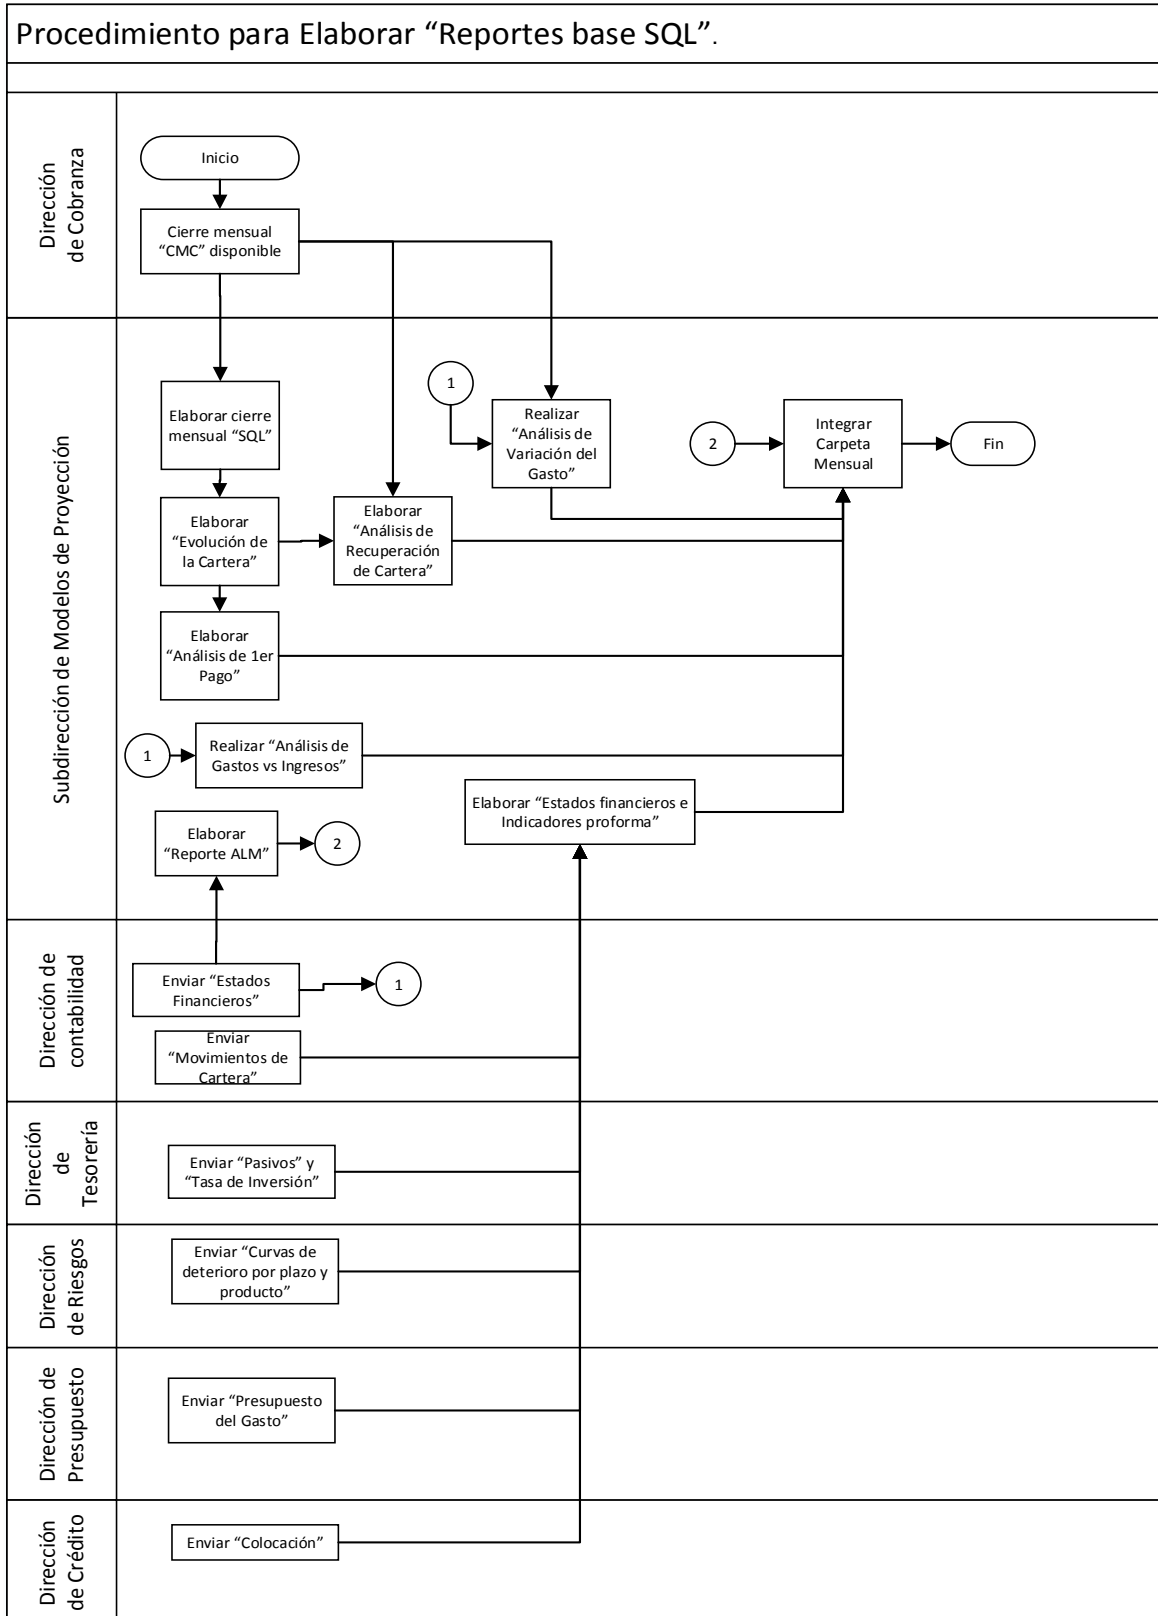 Procedimiento para Elaborar “Reportes base SQL”.
Dirección
de Cobranza
Inicio
Cierre mensual
“CMC” disponible
Subdirección de Modelos de Proyección
Elaborar cierre
mensual “SQL”
1
Realizar
“Análisis de
Variación del
Gasto”
2
Integrar
Carpeta
Mensual
Fin
Elaborar
“Evolución de
la Cartera”
Elaborar
“Análisis de
Recuperación
de Cartera”
Elaborar
“Análisis de 1er
Pago”
1
Realizar “Análisis de
Gastos vs Ingresos”
Elaborar “Estados financieros e
Indicadores proforma”
Elaborar
“Reporte ALM”
2
Dirección de
contabilidad
Enviar “Estados
Financieros”
1
Enviar
“Movimientos de
Cartera”
Dirección
de
Tesorería
Enviar “Pasivos” y
“Tasa de Inversión”
Dirección
de Riesgos
Enviar “Curvas de
deterioro por plazo y
producto”
Dirección de
Presupuesto
Enviar “Presupuesto
del Gasto”
Dirección
de Crédito
Enviar “Colocación”